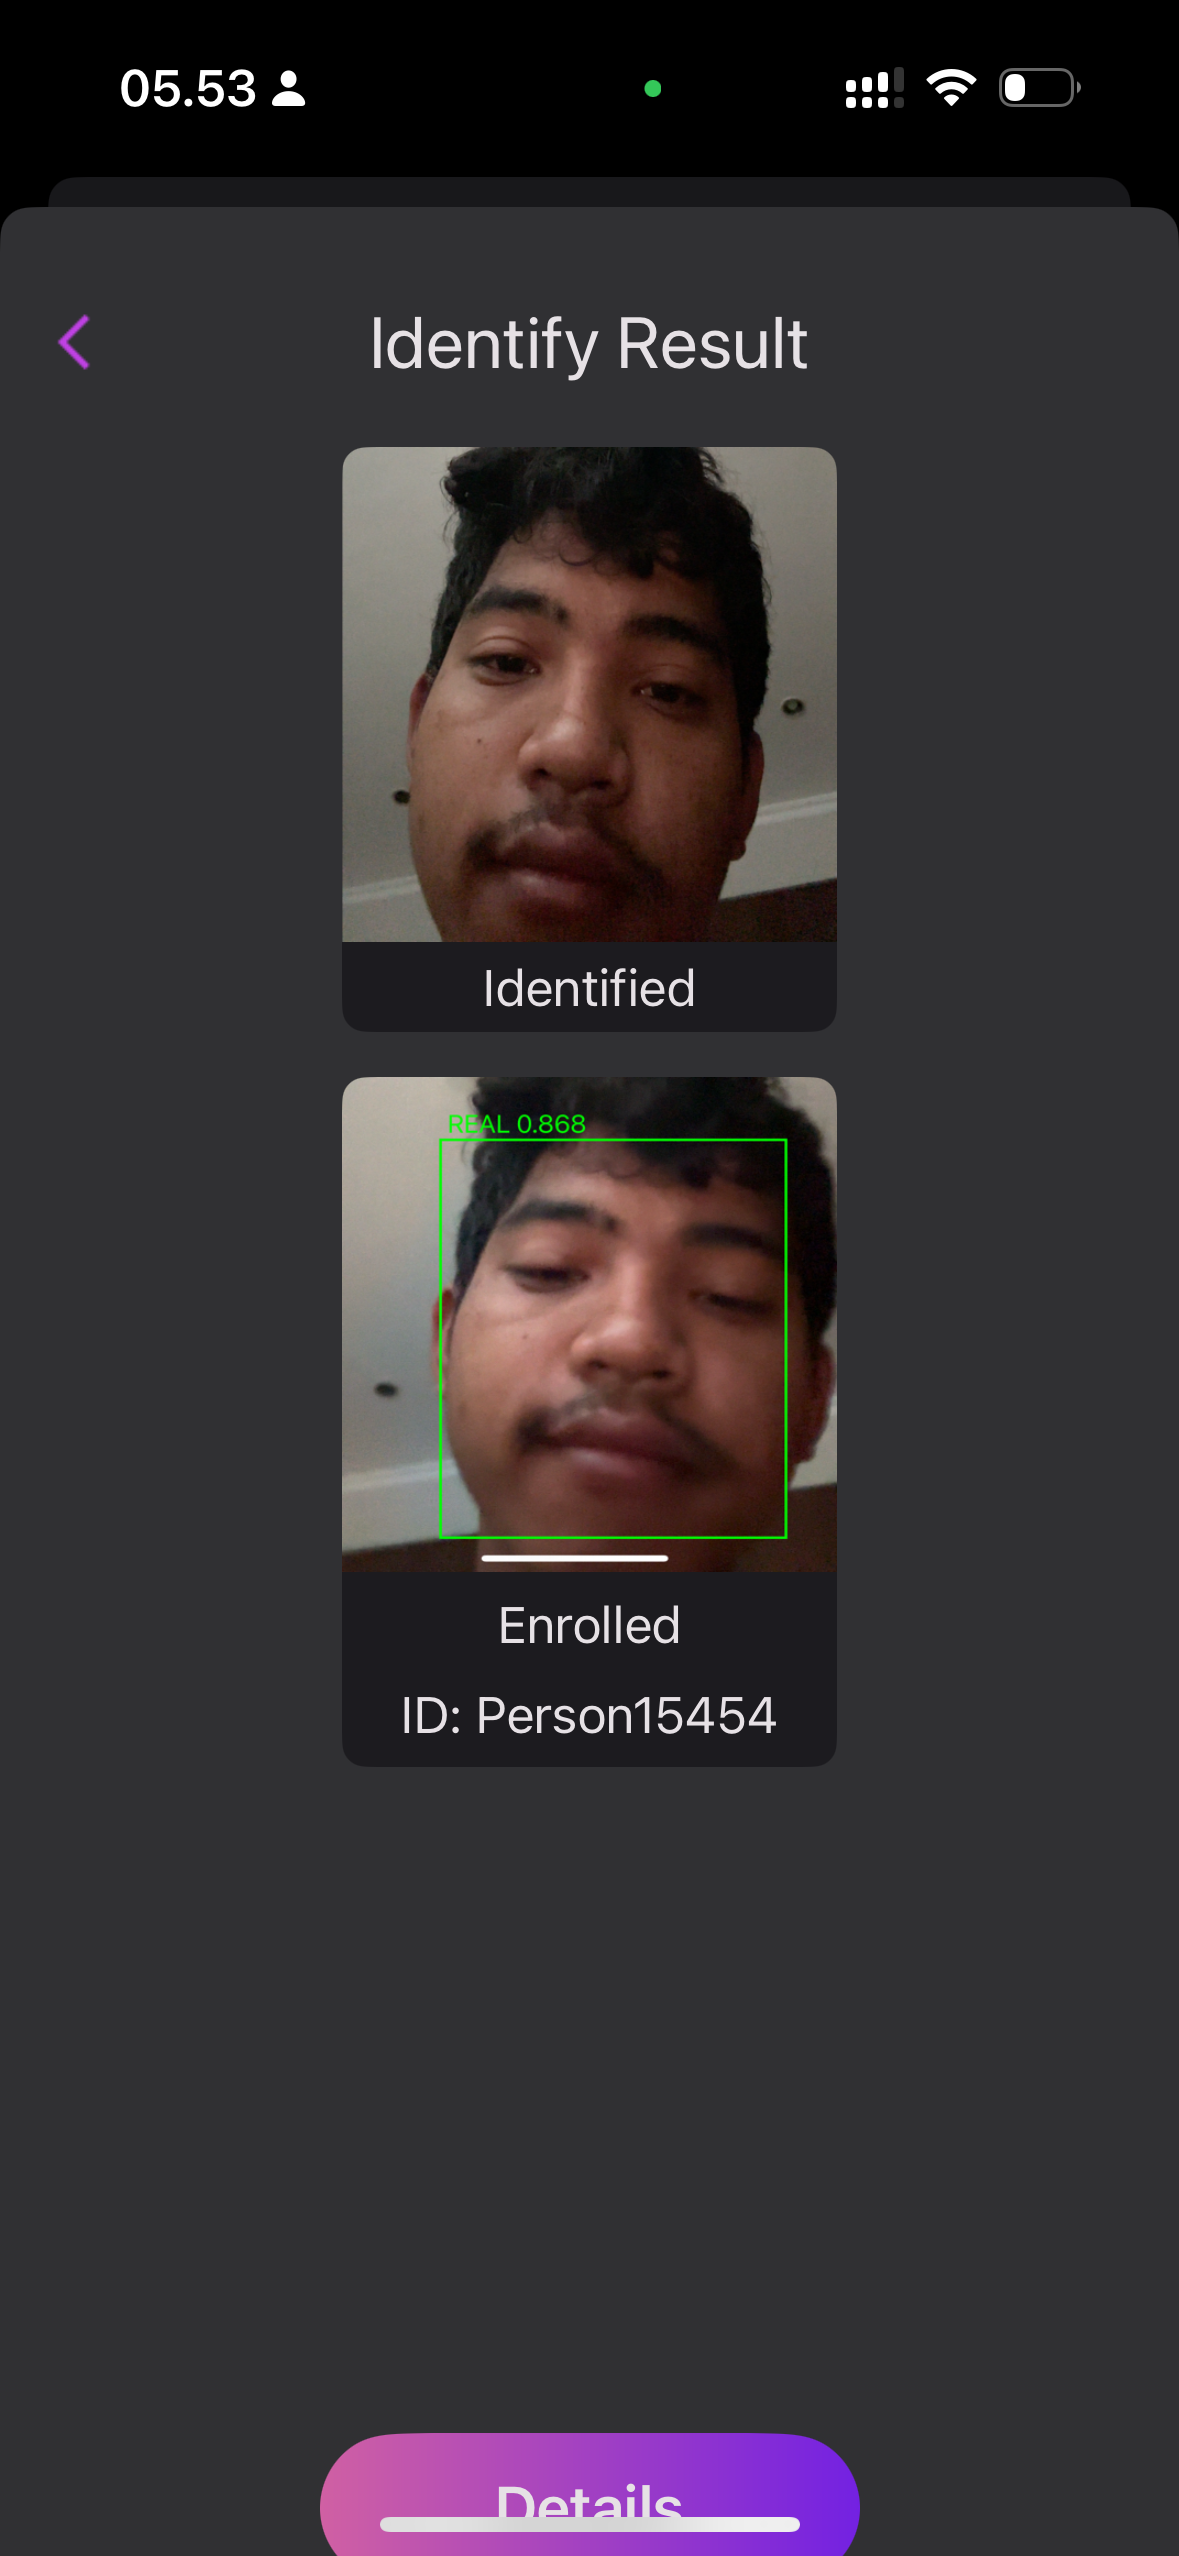 05.53
Identify Result
Identified
REAL 0.868
Enrolled
ID: Person15454
Details